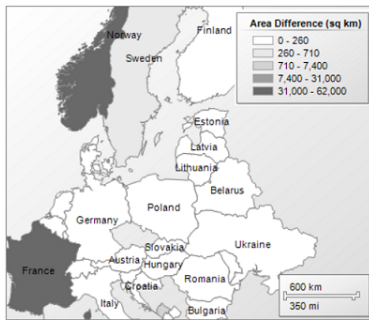 Area Difference (sq km)
0 - 260
260 - 710
710 - 7,400
7,400 - 31,000
31,000 - 62,000
Norway
Finland
Sweden
Estonia
Latvia
Lithuania
Belarus
Poland
Germany
Ukraine
Slovakia
Austria
Hungary
France
Romania
Croatia
Italy
Bulgaria
600 km
350 mi